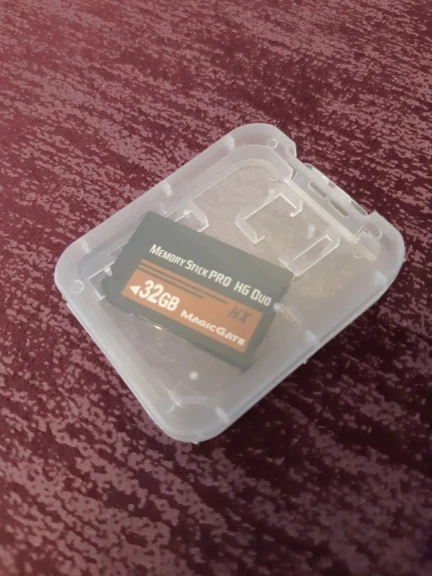 MEMORY STICK PRO HG DUO
HX
◄32GB
MAGICGATE